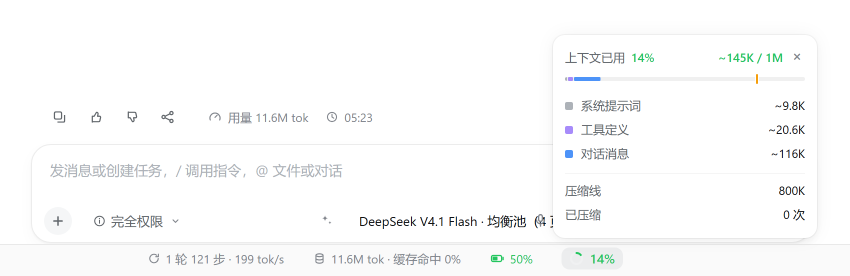 上下文已用 14% ~145K / 1M ×
系统提示词 ~9.8K
工具定义 ~20.6K
对话消息 ~116K
压缩线 800K
已压缩 0 次
用量 11.6M tok 05:23
发消息或创建任务，/ 调用指令，@ 文件或对话
完全权限 DeepSeek V4.1 Flash · 均衡池（4
1 轮 121 步 · 199 tok/s 11.6M tok · 缓存命中 0% 50% 14%